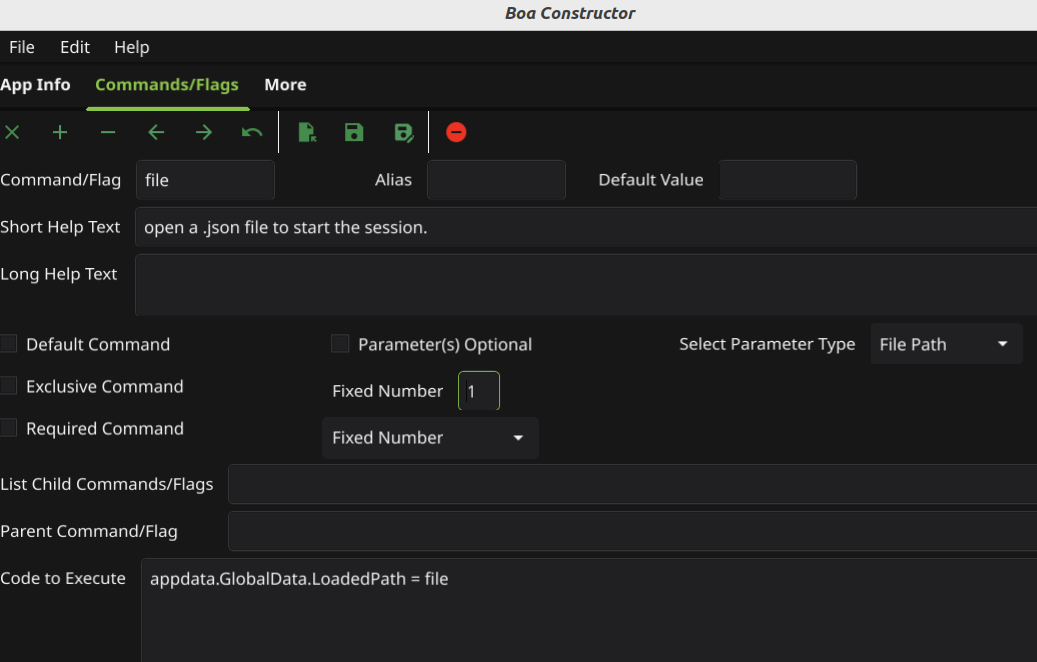 Boa Constructor
File Edit Help
App Info Commands/Flags More
Command/Flag file Alias Default Value
Short Help Text open a .json file to start the session.
Long Help Text
Default Command Parameter(s) Optional Select Parameter Type File Path
Exclusive Command Fixed Number 1
Required Command Fixed Number
List Child Commands/Flags
Parent Command/Flag
Code to Execute appdata.GlobalData.LoadedPath = file